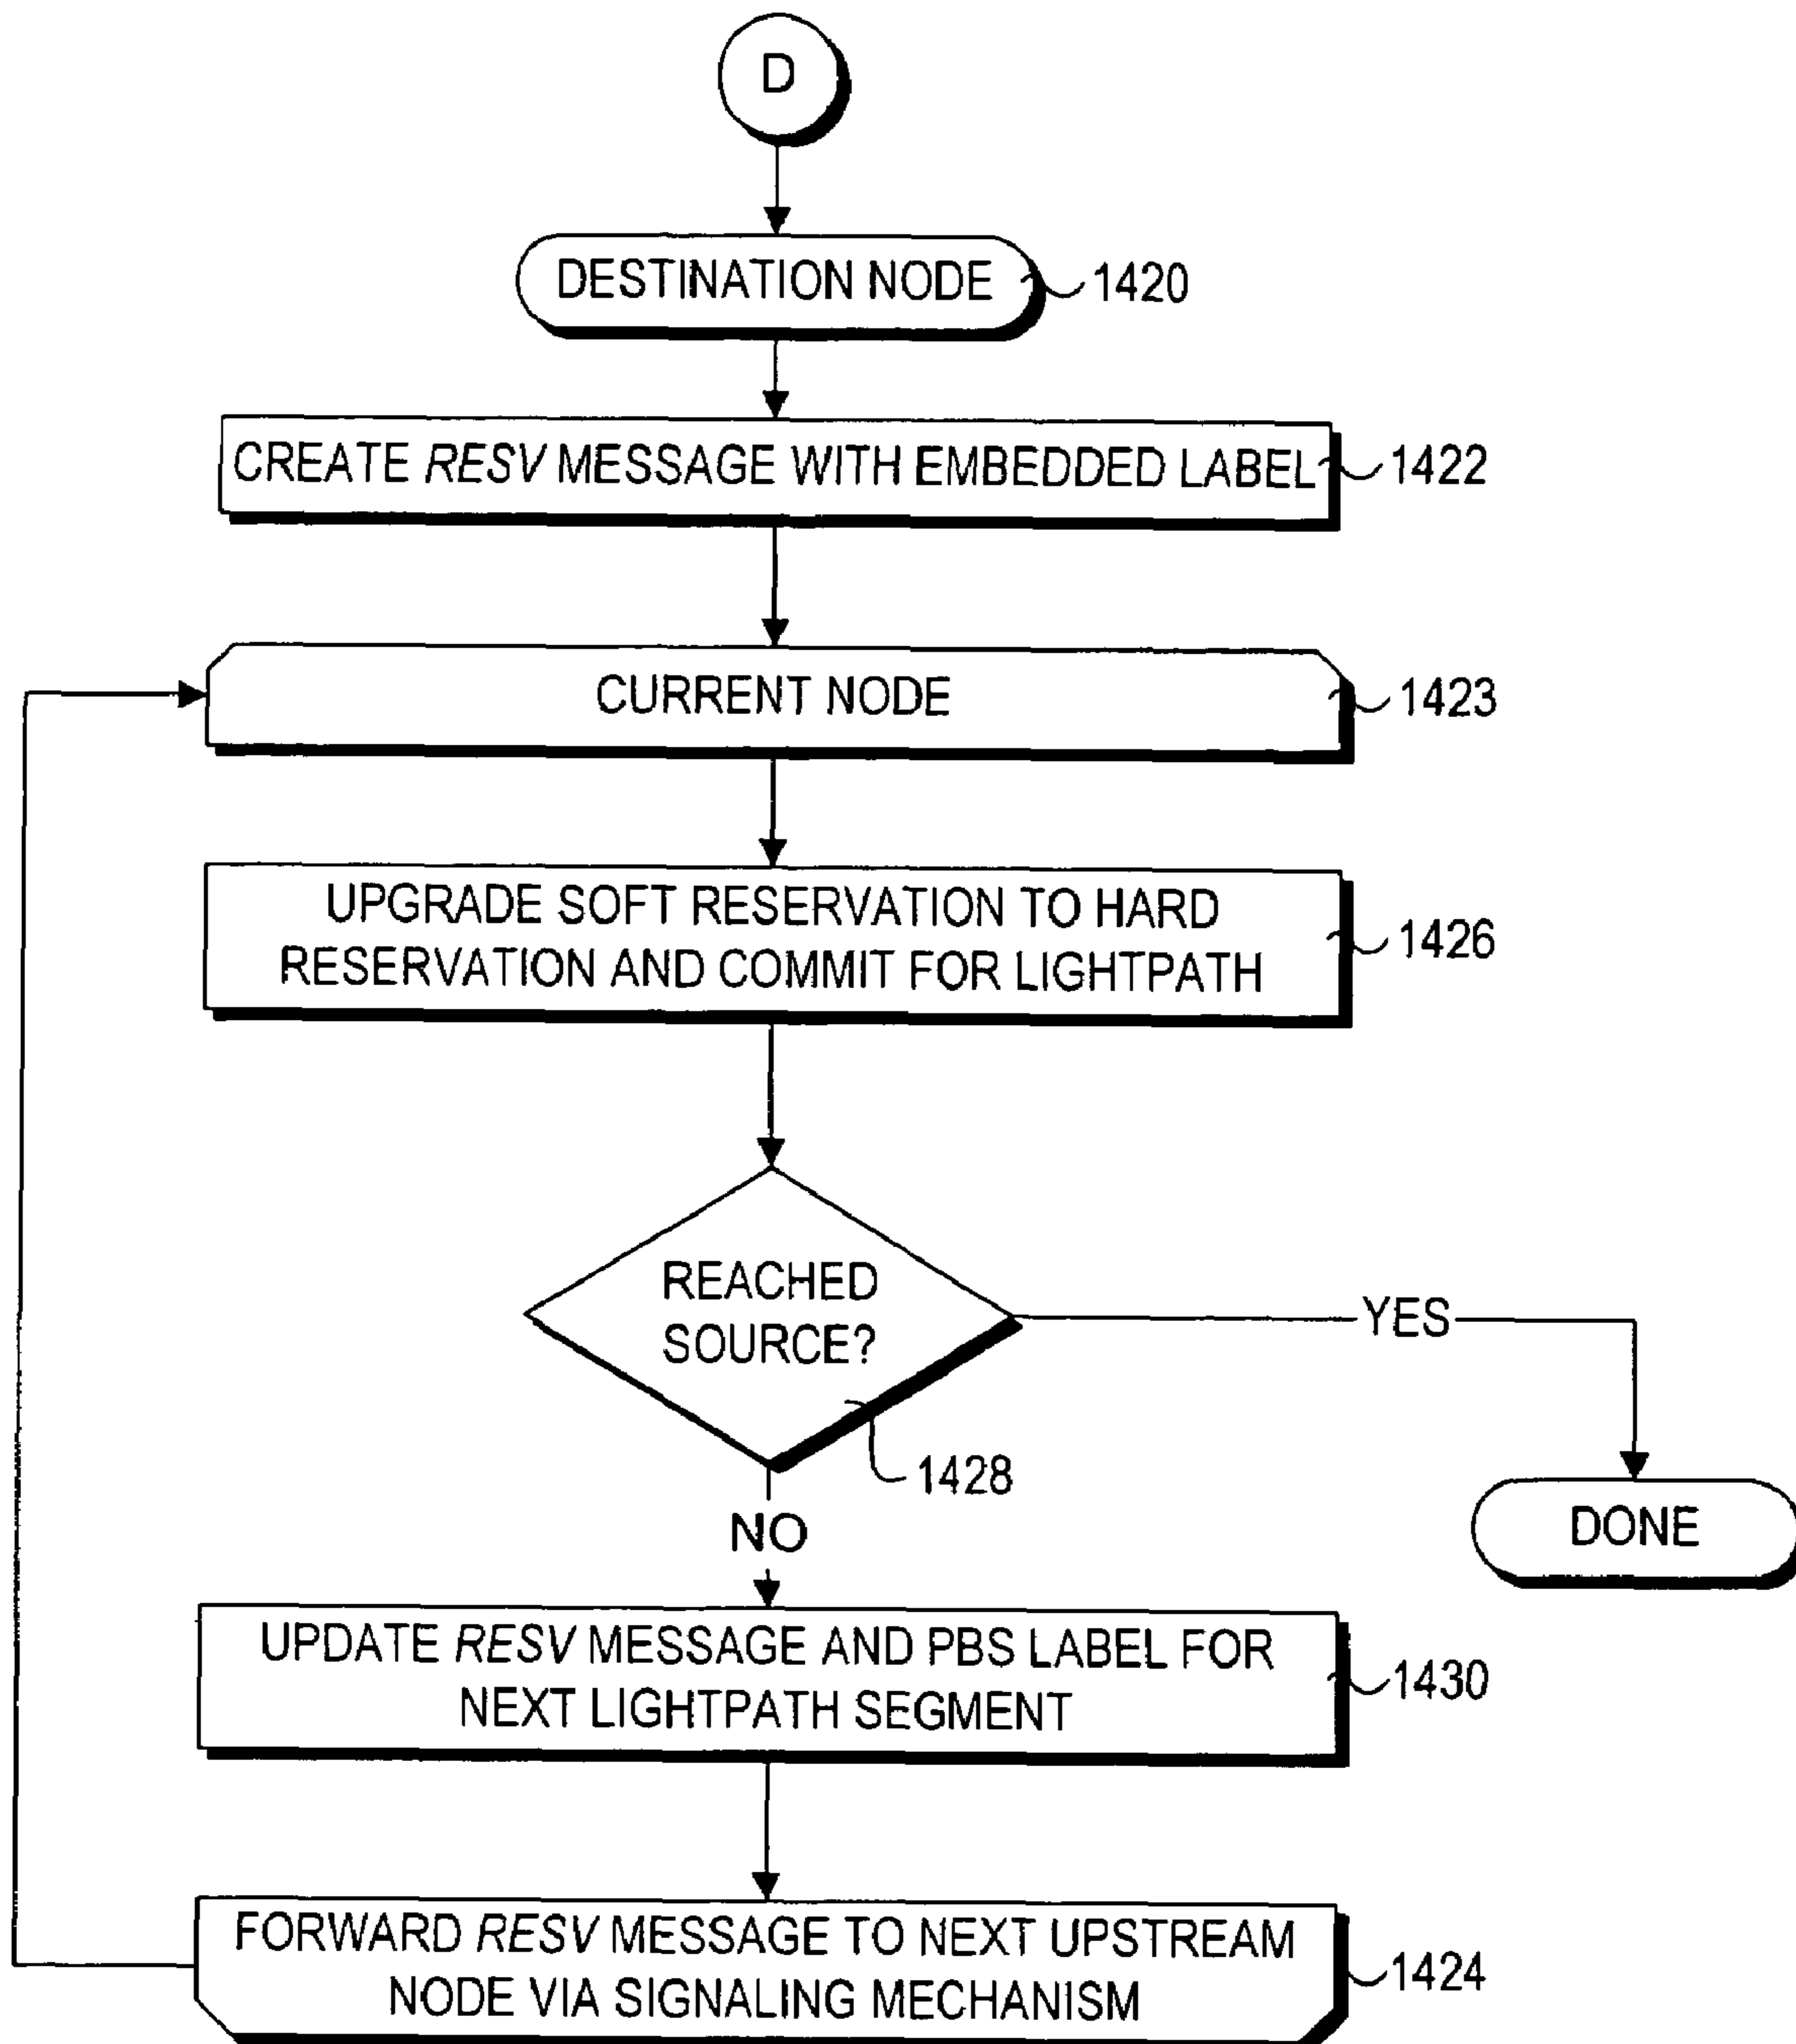 D
DESTINATION NODE
1420
CREATE RESV MESSAGE WITH EMBEDDED LABEL
1422
CURRENT NODE
1423
UPGRADE SOFT RESERVATION TO HARD
RESERVATION AND COMMIT FOR LIGHTPATH
1426
REACHED
SOURCE?
YES
1428
NO
DONE
UPDATE RESV MESSAGE AND PBS LABEL FOR
NEXT LIGHTPATH SEGMENT
1430
FORWARD RESV MESSAGE TO NEXT UPSTREAM
NODE VIA SIGNALING MECHANISM
1424